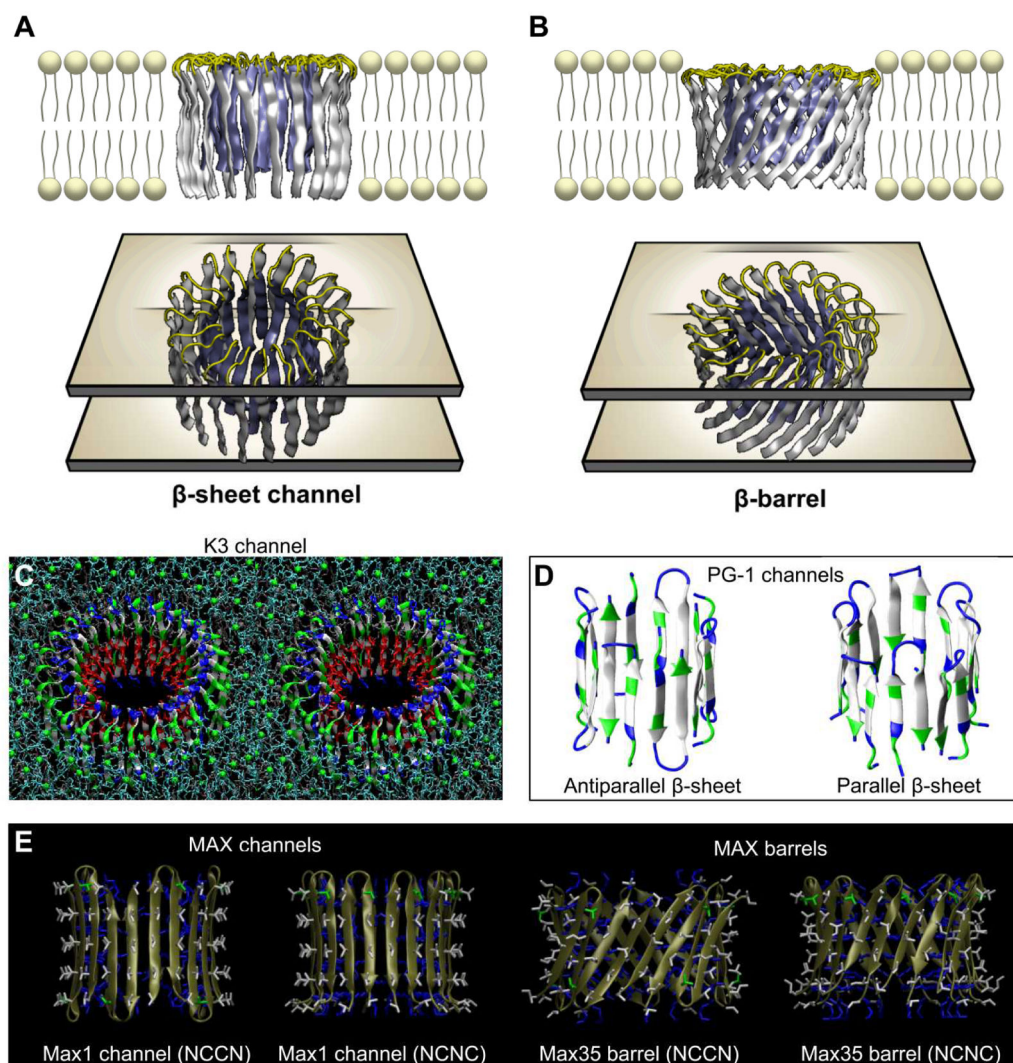 A
B
β-sheet channel
β-barrel
K3 channel
C
D
PG-1 channels
Antiparallel β-sheet
Parallel β-sheet
E
MAX channels
MAX barrels
Max1 channel (NCCN)
Max1 channel (NCNC)
Max35 barrel (NCCN)
Max35 barrel (NCNC)